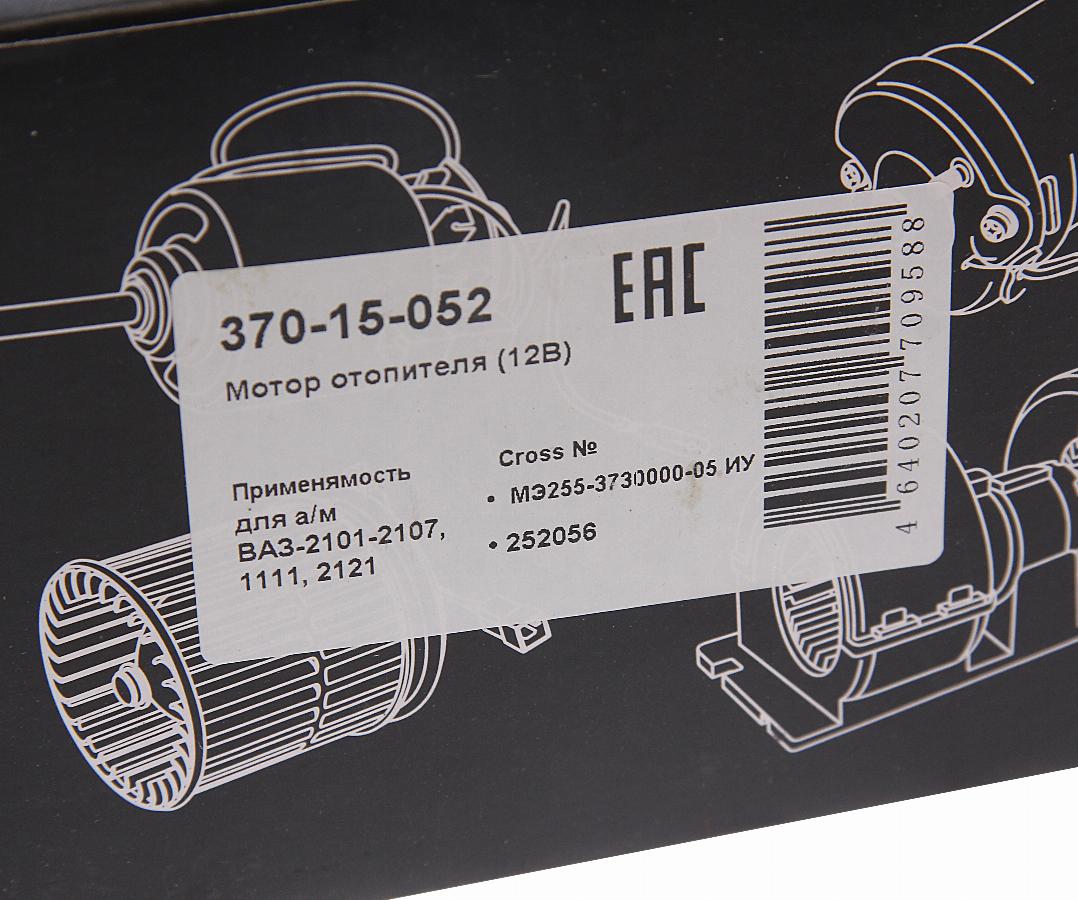 370-15-052
EAC
Мотор отопителя (12В)
Применямость
для а/м
ВАЗ-2101-2107,
1111, 2121
Cross №
• МЭ255-3730000-05 ИУ
• 252056
4 640207 709588